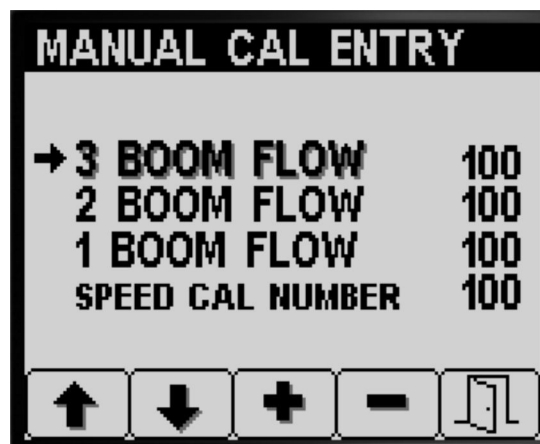 MANUAL CAL ENTRY
3 BOOM FLOW 100
2 BOOM FLOW 100
1 BOOM FLOW 100
SPEED CAL NUMBER 100